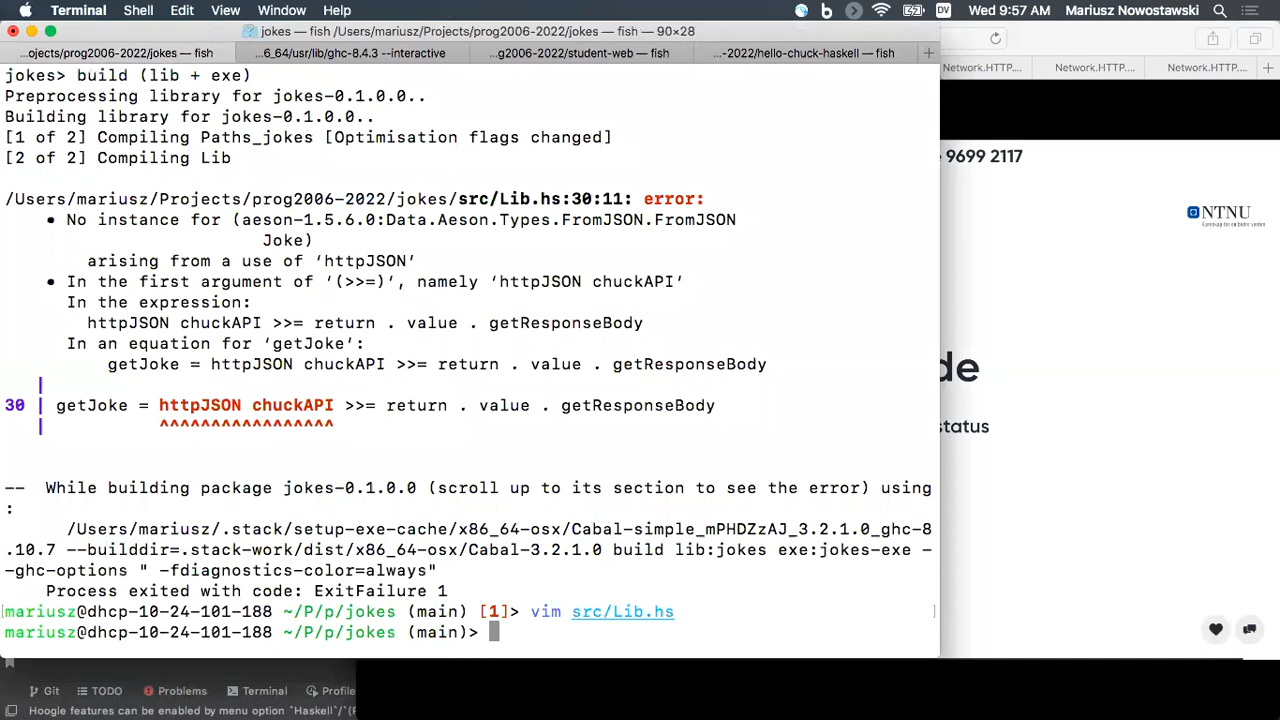 Terminal Shell Edit View Window Help DV Wed 9:57 AM Mariusz Nowostawski
jokes — fish /Users/mariusz/Projects/prog2006-2022/jokes — fish — 90×28
...ojects/prog2006-2022/jokes — fish ...6_64/usr/lib/ghc-8.4.3 --interactive ...g2006-2022/student-web — fish ...-2022/hello-chuck-haskell — fish + Network.HTTP.... Network.HTTP.... Network.HTTP.... +
jokes> build (lib + exe)
Preprocessing library for jokes-0.1.0.0..
Building library for jokes-0.1.0.0..
[1 of 2] Compiling Paths_jokes [Optimisation flags changed]
[2 of 2] Compiling Lib
/Users/mariusz/Projects/prog2006-2022/jokes/src/Lib.hs:30:11: error:
• No instance for (aeson-1.5.6.0:Data.Aeson.Types.FromJSON.FromJSON
Joke)
arising from a use of ‘httpJSON’
• In the first argument of ‘(>>=)’, namely ‘httpJSON chuckAPI’
In the expression:
httpJSON chuckAPI >>= return . value . getResponseBody
In an equation for ‘getJoke’:
getJoke = httpJSON chuckAPI >>= return . value . getResponseBody
|
30 | getJoke = httpJSON chuckAPI >>= return . value . getResponseBody
| ^^^^^^^^^^^^^^^^^
-- While building package jokes-0.1.0.0 (scroll up to its section to see the error) using
:
/Users/mariusz/.stack/setup-exe-cache/x86_64-osx/Cabal-simple_mPHDZzAJ_3.2.1.0_ghc-8
.10.7 --builddir=.stack-work/dist/x86_64-osx/Cabal-3.2.1.0 build lib:jokes exe:jokes-exe -
-ghc-options " -fdiagnostics-color=always"
Process exited with code: ExitFailure 1
[mariusz@dhcp-10-24-101-188 ~/P/p/jokes (main) [1]> vim src/Lib.hs ]
mariusz@dhcp-10-24-101-188 ~/P/p/jokes (main)>
9699 2117
NTNU
de
status
Git TODO Problems Terminal Profile
Hoogle features can be enabled by menu option `Haskell`/`(P